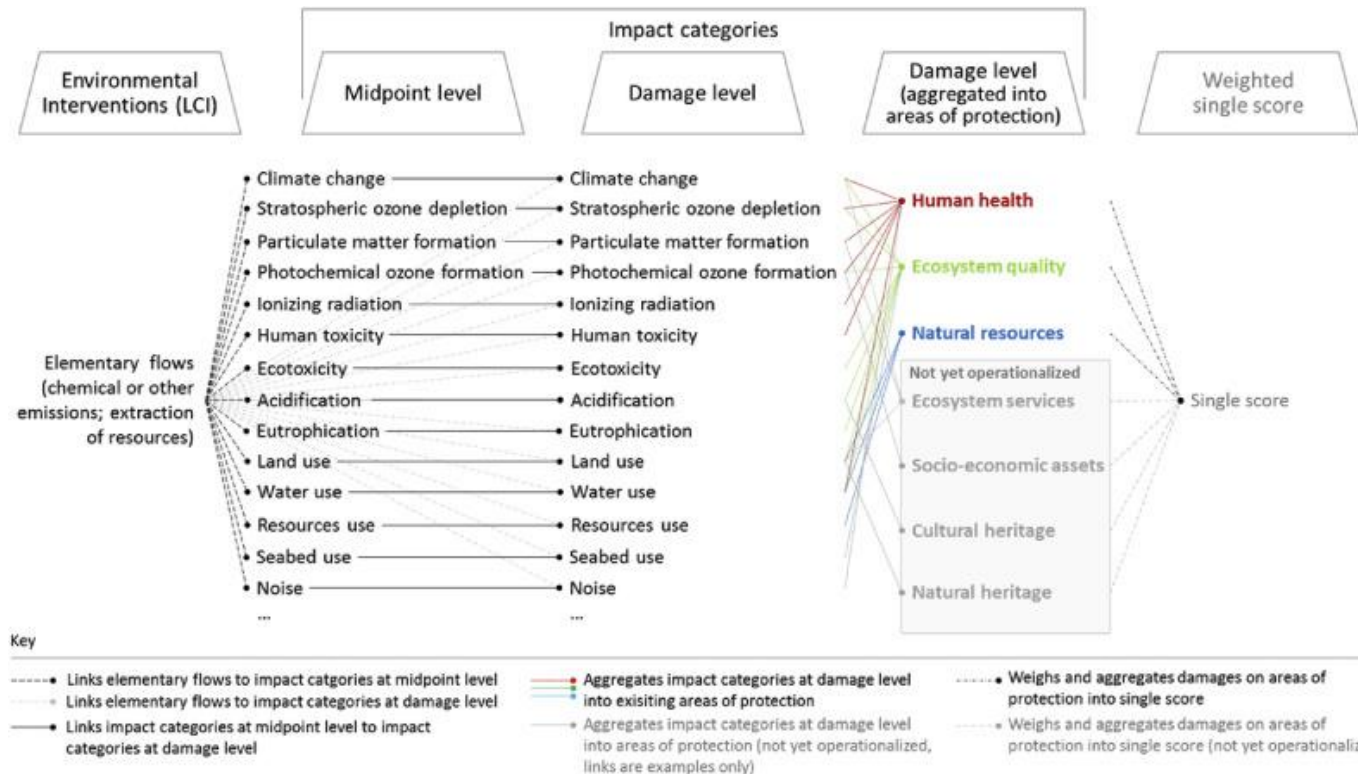 Impact categories
Environmental
Interventions (LCI)
Midpoint level
Damage level
Damage level
(aggregated into
areas of protection)
Weighted
single score
Elementary flows
(chemical or other
emissions; extraction
of resources)
Climate change
Stratospheric ozone depletion
Particulate matter formation
Photochemical ozone formation
Ionizing radiation
Human toxicity
Ecotoxicity
Acidification
Eutrophication
Land use
Water use
Resources use
Seabed use
Noise
...
Climate change
Stratospheric ozone depletion
Particulate matter formation
Photochemical ozone formation
Ionizing radiation
Human toxicity
Ecotoxicity
Acidification
Eutrophication
Land use
Water use
Resources use
Seabed use
Noise
...
Human health
Ecosystem quality
Natural resources
Not yet operationalized
Ecosystem services
Socio-economic assets
Cultural heritage
Natural heritage
Single score
Key
Links elementary flows to impact catgories at midpoint level
Links elementary flows to impact categories at damage level
Links impact categories at midpoint level to impact
categories at damage level
Aggregates impact categories at damage level
into exisiting areas of protection
Aggregates impact categories at damage level
into areas of protection (not yet operationalized,
links are examples only)
Weighs and aggregates damages on areas of
protection into single score
Weighs and aggregates damages on areas of
protection into single score (not yet operationaliz